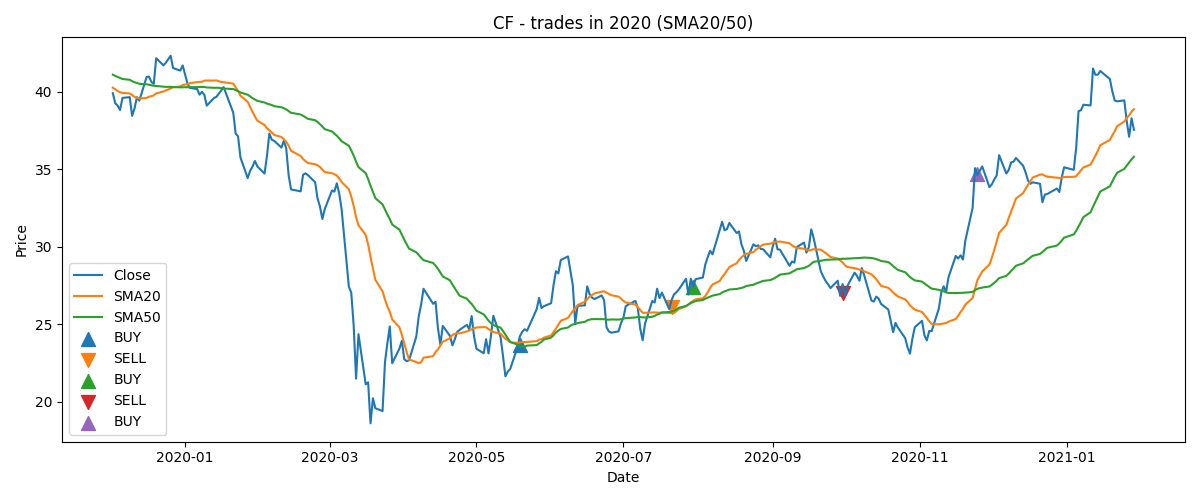 CF - trades in 2020 (SMA20/50)
Price
40
35
30
25
20
Close
SMA20
SMA50
BUY
SELL
BUY
SELL
BUY
2020-01 2020-03 2020-05 2020-07 2020-09 2020-11 2021-01
Date